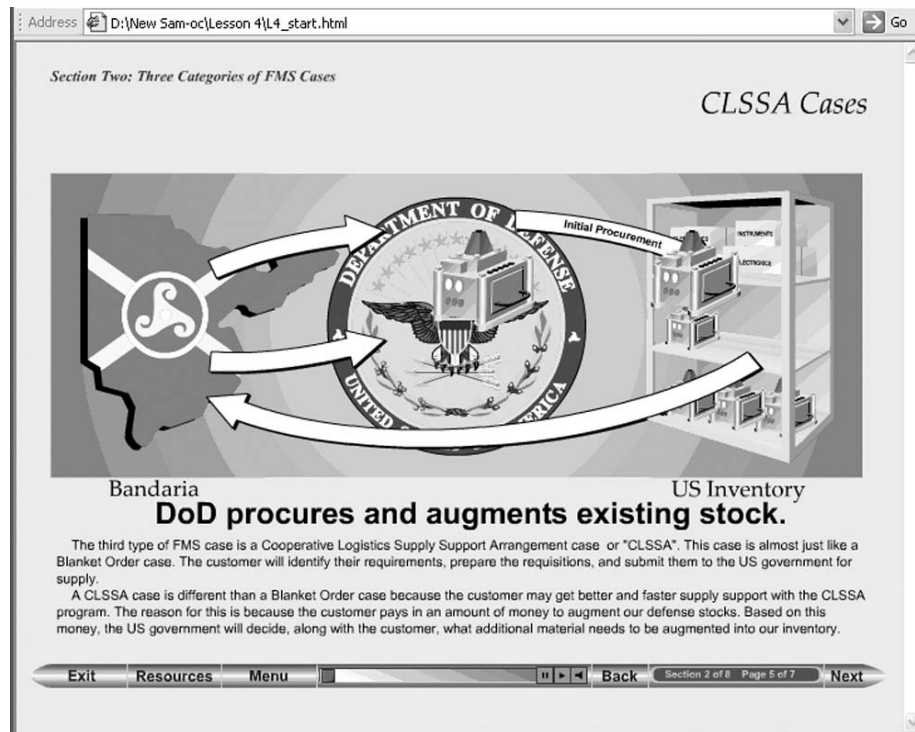 Address D:\New Sam-oc\Lesson 4\L4_start.html Go
Section Two: Three Categories of FMS Cases
CLSSA Cases
DEPARTMENT OF DEFENSE
Initial Procurement
INSTRUMENTS
UNITED
Bandaria
US Inventory
DoD procures and augments existing stock.
The third type of FMS case is a Cooperative Logistics Supply Support Arrangement case or "CLSSA". This case is almost just like a
Blanket Order case. The customer will identify their requirements, prepare the requisitions, and submit them to the US government for
supply.
A CLSSA case is different than a Blanket Order case because the customer may get better and faster supply support with the CLSSA
program. The reason for this is because the customer pays in an amount of money to augment our defense stocks. Based on this
money, the US government will decide, along with the customer, what additional material needs to be augmented into our inventory.
Exit Resources Menu Back Section 2 of 8 Page 5 of 7 Next